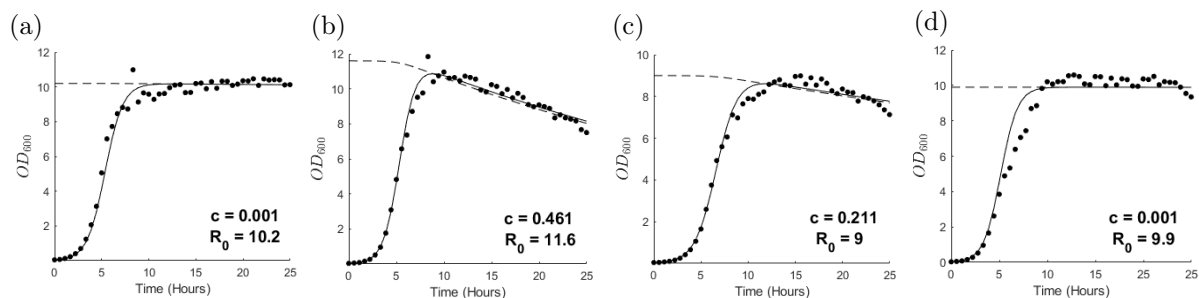 (a)
12
10
8
6
4
2
OD600
c = 0.001
R0 = 10.2
0 5 10 15 20 25
Time (Hours)
(b)
12
10
8
6
4
2
OD600
c = 0.461
R0 = 11.6
0 5 10 15 20 25
Time (Hours)
(c)
10
8
6
4
2
OD600
c = 0.211
R0 = 9
0 5 10 15 20 25
Time (Hours)
(d)
12
10
8
6
4
2
OD600
c = 0.001
R0 = 9.9
0 5 10 15 20 25
Time (Hours)